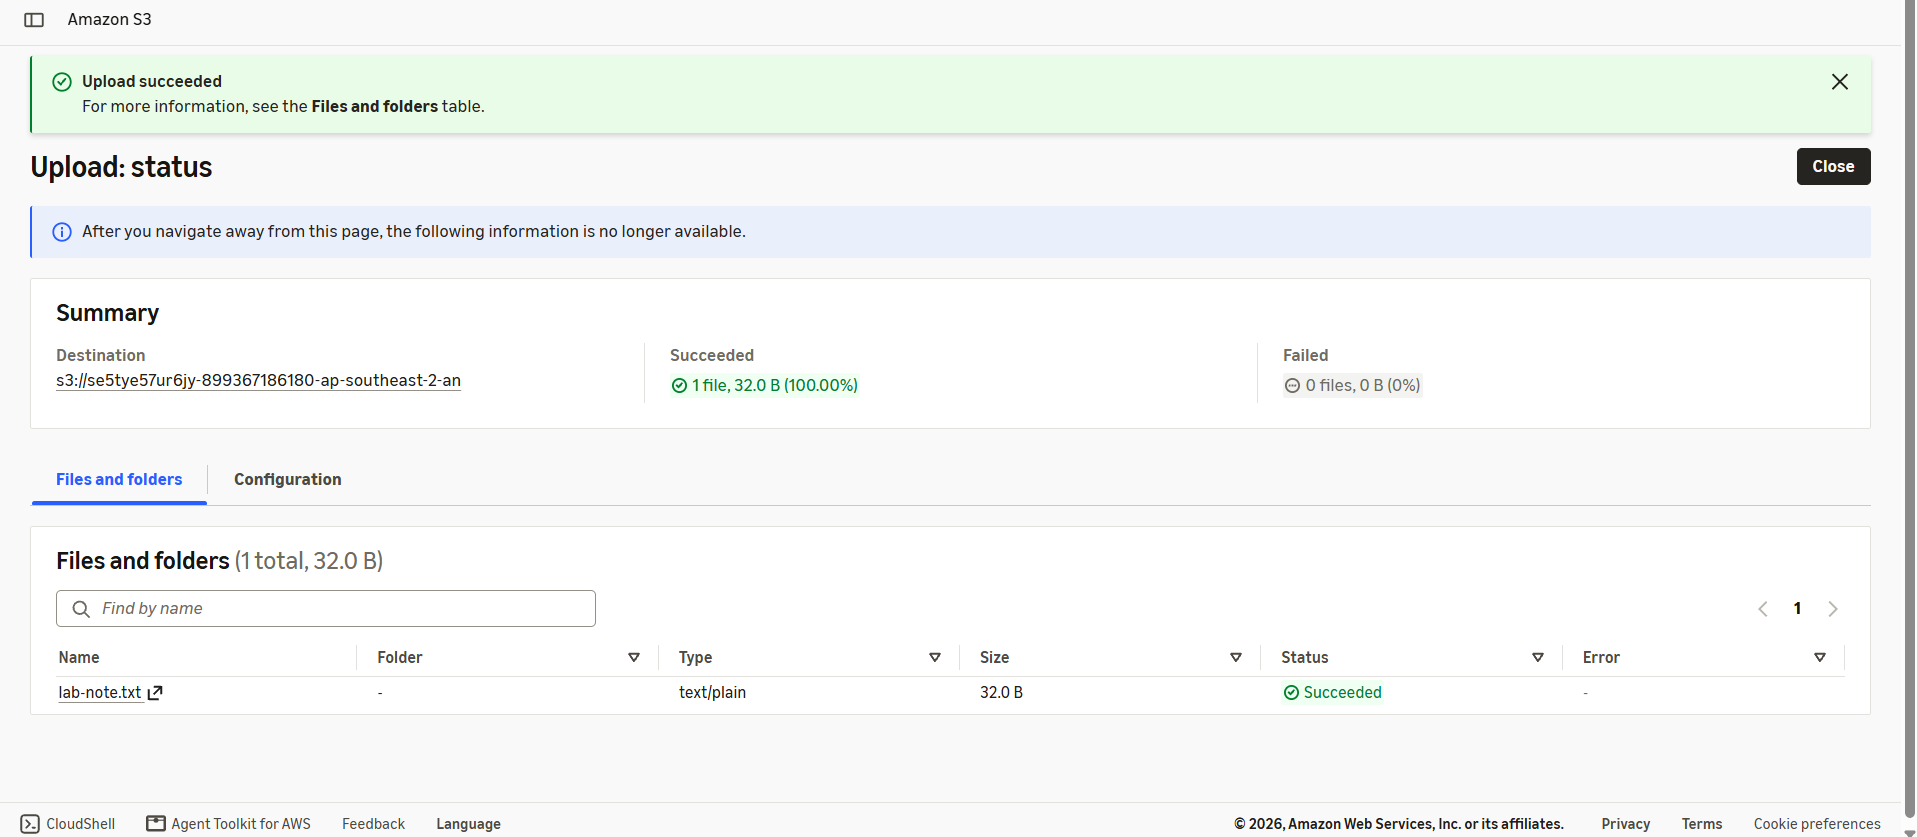 Amazon S3
Upload succeeded
For more information, see the Files and folders table.
Upload: status
Close
After you navigate away from this page, the following information is no longer available.
Summary
Destination
s3://se5tye57ur6jy-899367186180-ap-southeast-2-an
Succeeded
1 file, 32.0 B (100.00%)
Failed
0 files, 0 B (0%)
Files and folders
Configuration
Files and folders (1 total, 32.0 B)
Find by name
1
Name Folder Type Size Status Error
lab-note.txt - text/plain 32.0 B Succeeded -
CloudShell Agent Toolkit for AWS Feedback Language © 2026, Amazon Web Services, Inc. or its affiliates. Privacy Terms Cookie preferences